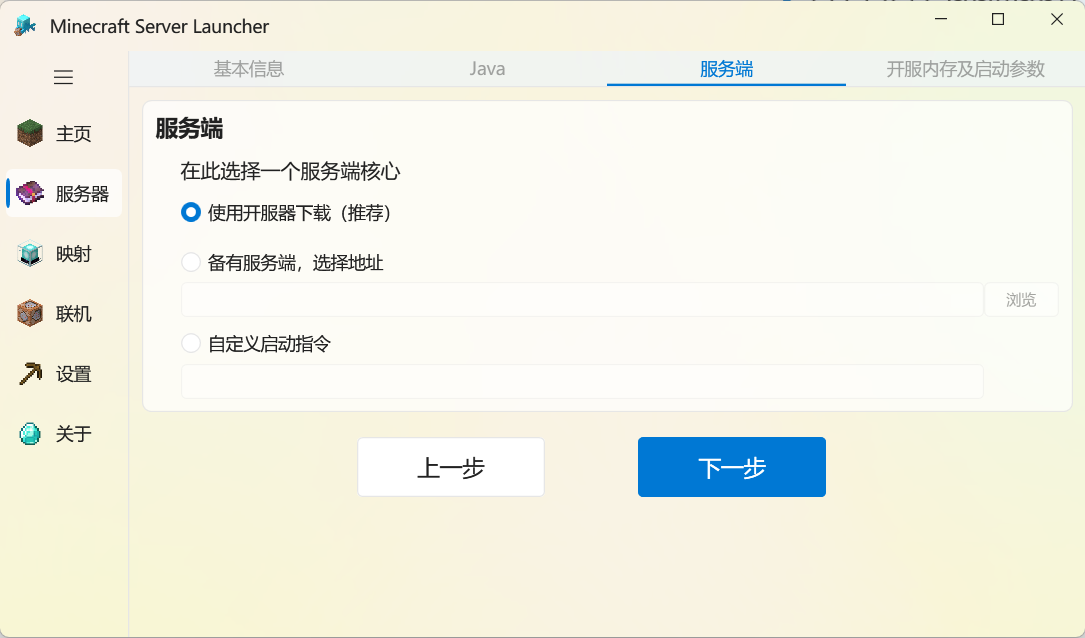 Minecraft Server Launcher
基本信息
Java
服务端
开服内存及启动参数
主页
服务器
映射
联机
设置
关于
服务端
在此选择一个服务端核心
使用开服器下载（推荐）
备有服务端，选择地址
浏览
自定义启动指令
上一步
下一步